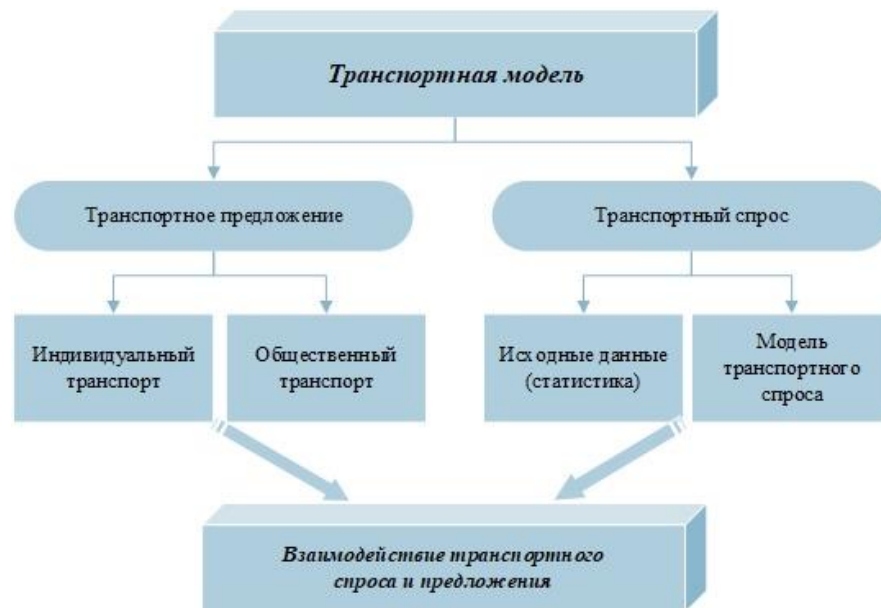 Транспортная модель
Транспортное предложение
Транспортный спрос
Индивидуальный
транспорт
Общественный
транспорт
Исходные данные
(статистика)
Модель
транспортного
спроса
Взаимодействие транспортного
спроса и предложения